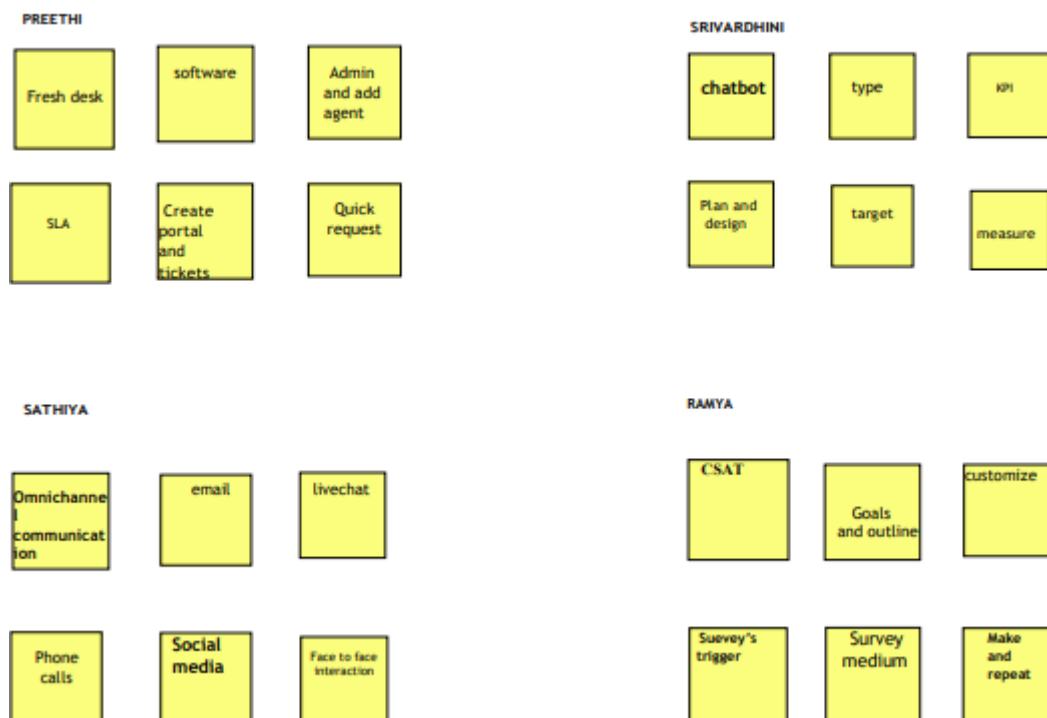 PREETHI
Fresh desk
software
Admin
and add
agent
SLA
Create
portal
and
tickets
Quick
request
SRIVARDHINI
chatbot
type
KPI
Plan and
design
target
measure
SATHIYA
Omnichanne
l
communicat
ion
email
livechat
Phone
calls
Social
media
Face to face
interaction
RAMYA
CSAT
Goals
and outline
customize
Suevey's
trigger
Survey
medium
Make
and
repeat